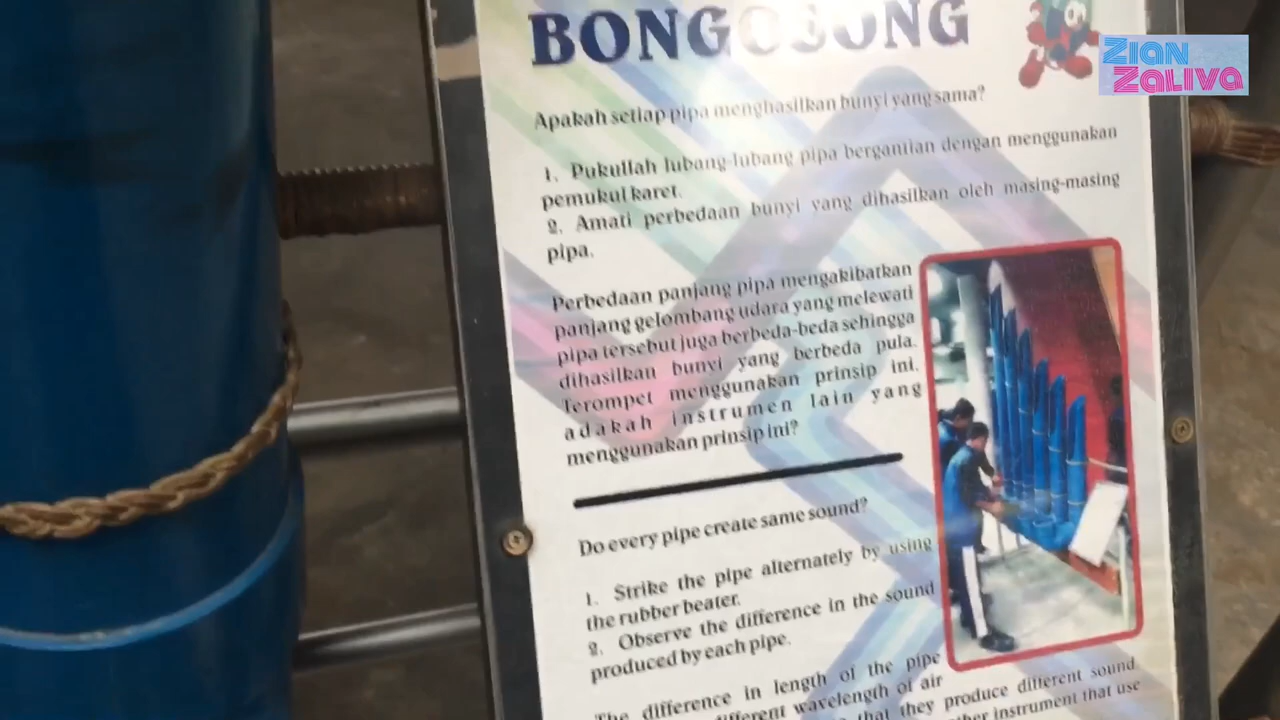 BONGOBONG
ZIAN
ZALIVA
Apakah setiap pipa menghasilkan bunyi yang sama?
1. Pukullah lubang-lubang pipa bergantian dengan menggunakan
pemukul karet.
2. Amati perbedaan bunyi yang dihasilkan oleh masing-masing
pipa.
Perbedaan panjang pipa mengakibatkan
panjang gelombang udara yang melewati
pipa tersebut juga berbeda-beda sehingga
dihasilkan bunyi yang berbeda pula.
Terompet menggunakan prinsip ini.
adakah instrumen lain yang
menggunakan prinsip ini?
Do every pipe create same sound?
1. Strike the pipe alternately by using
the rubber beater.
2. Observe the difference in the sound
produced by each pipe.
The difference in length of the pipe
different wavelength of air
that they produce different sound.
other instrument that use